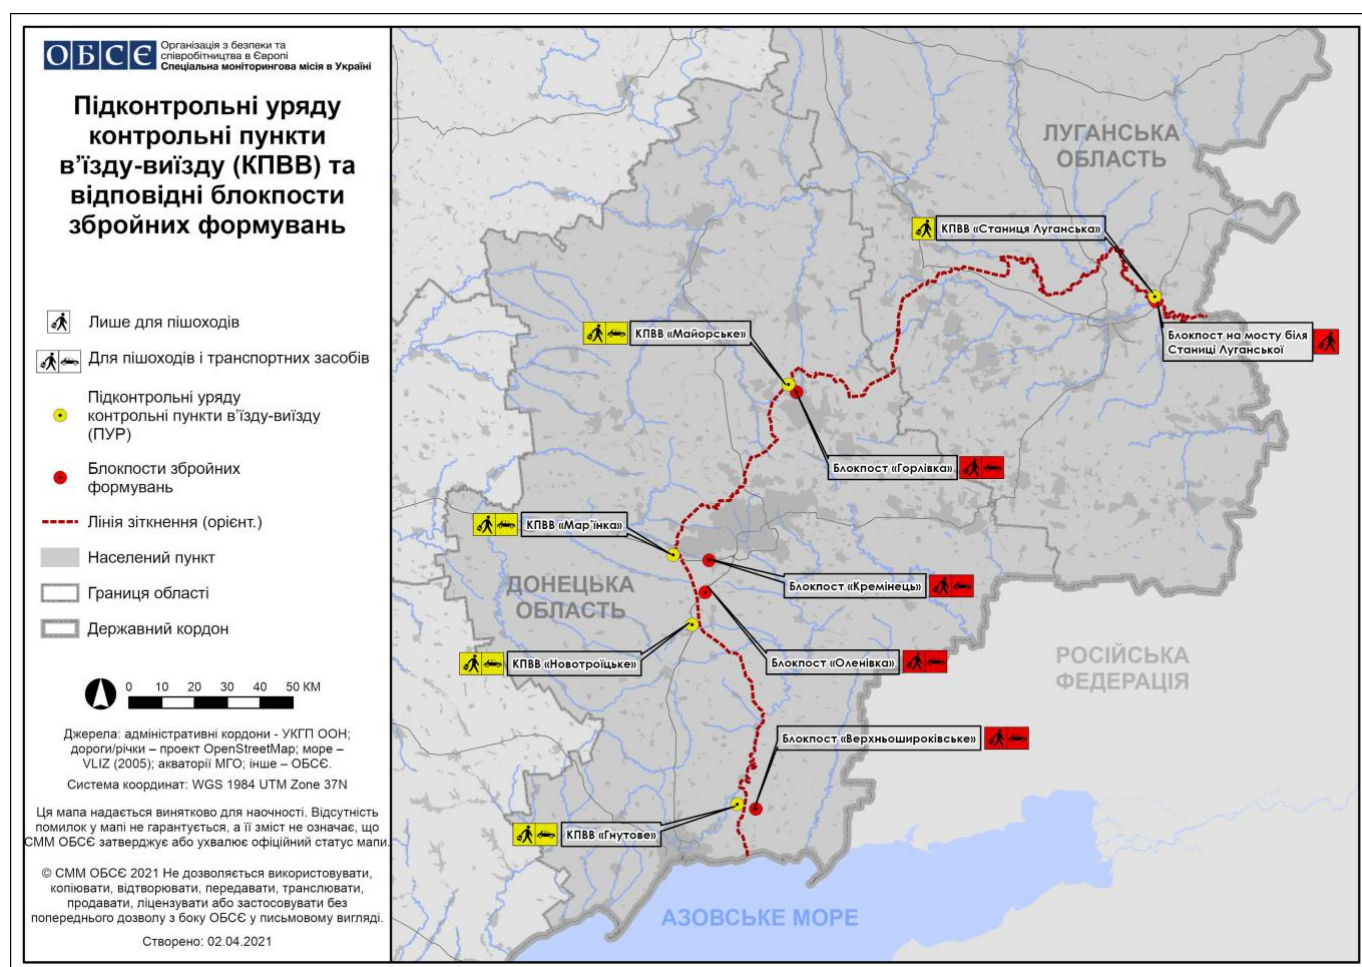 ОБСЄ
Організація з безпеки та
співробітництва в Європі
Спеціальна моніторингова місія в Україні
Підконтрольні уряду
контрольні пункти
в’їзду-виїзду (КПВВ) та
відповідні блокпости
збройних формувань
Лише для пішоходів
Для пішоходів і транспортних засобів
Підконтрольні уряду
контрольні пункти в’їзду-виїзду
(ПУР)
Блокпости збройних
формувань
Лінія зіткнення (орієнт.)
Населений пункт
Границя області
Державний кордон
0 10 20 30 40 50 КМ
Джерела: адміністративні кордони - УКГП ООН;
дороги/річки – проект OpenStreetMap; море –
VLIZ (2005); акваторії МГО; інше – ОБСЄ.
Система координат: WGS 1984 UTM Zone 37N
Ця мапа надається винятково для наочності. Відсутність
помилок у мапі не гарантується, а її зміст не означає, що
СММ ОБСЄ затверджує або ухвалює офіційний статус мапи.
© СММ ОБСЄ 2021 Не дозволяється використовувати,
копіювати, відтворювати, передавати, транслювати,
продавати, ліцензувати або застосовувати без
попереднього дозволу з боку ОБСЄ у письмовому вигляді.
Створено: 02.04.2021
ЛУГАНСЬКА
ОБЛАСТЬ
КПВВ «Станиця Луганська»
КПВВ «Майорське»
Блокпост на мосту біля
Станиці Луганської
Блокпост «Горлівка»
КПВВ «Мар’їнка»
ДОНЕЦЬКА
ОБЛАСТЬ
Блокпост «Кремінець»
КПВВ «Новотроїцьке»
Блокпост «Оленівка»
РОСІЙСЬКА
ФЕДЕРАЦІЯ
Блокпост «Верхньошироківське»
КПВВ «Гнутове»
АЗОВСЬКЕ МОРЕ